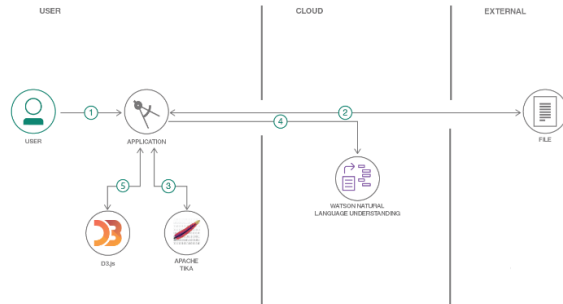 USER
CLOUD
EXTERNAL
1
2
4
USER
APPLICATION
FILE
5
3
WATSON NATURAL
LANGUAGE UNDERSTANDING
D3.js
APACHE
TIKA